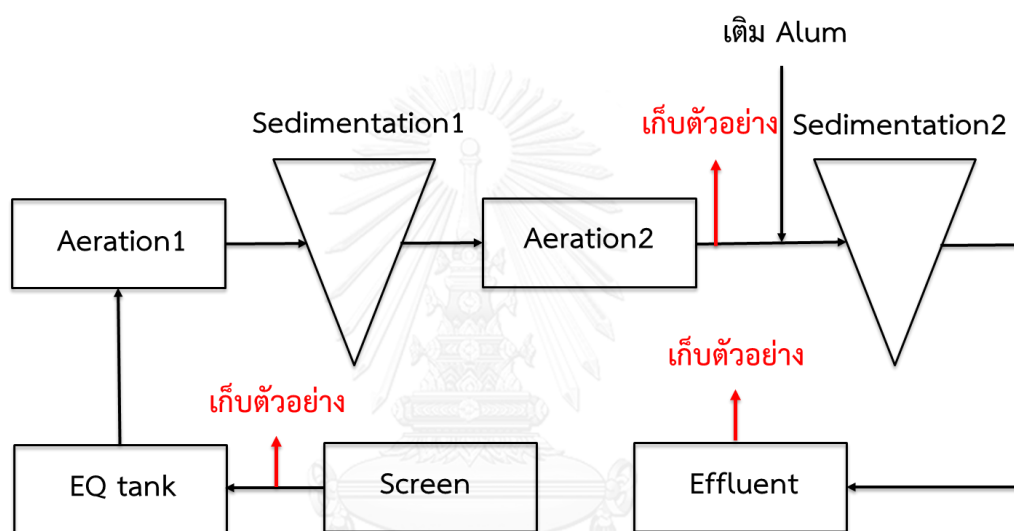 เติม Alum
Sedimentation1
เก็บตัวอย่าง
Sedimentation2
Aeration1
Aeration2
เก็บตัวอย่าง
เก็บตัวอย่าง
EQ tank
Screen
Effluent